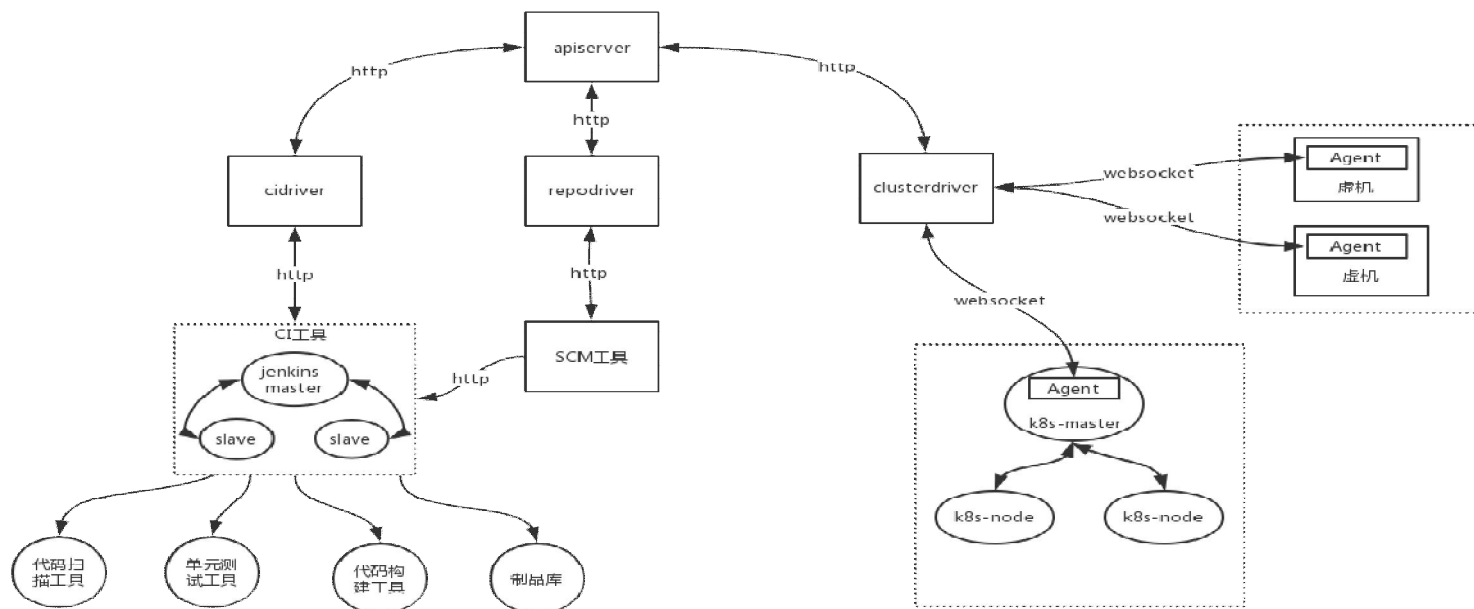 apiserver
http
http
http
cidriver
repodriver
clusterdriver
websocket
Agent
虚机
websocket
Agent
虚机
http
http
websocket
CI工具
jenkins
master
slave
slave
http
SCM工具
Agent
k8s-master
k8s-node
k8s-node
代码扫
描工具
单元测
试工具
代码构
建工具
制品库